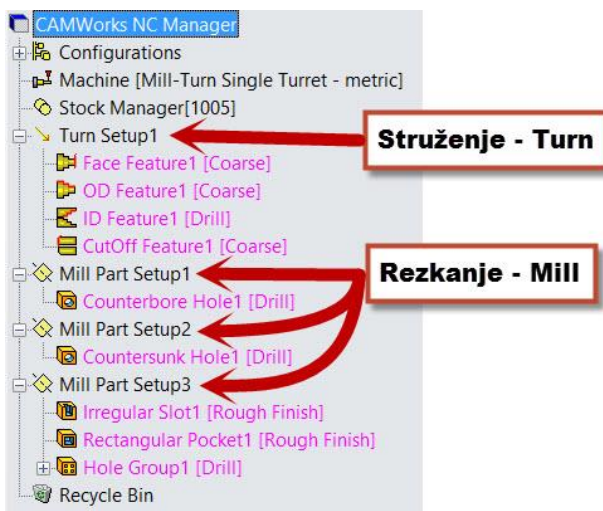 CAMWorks NC Manager
Configurations
Machine [Mill-Turn Single Turret - metric]
Stock Manager[1005]
Turn Setup1
Struženje - Turn
Face Feature1 [Coarse]
OD Feature1 [Coarse]
ID Feature1 [Drill]
CutOff Feature1 [Coarse]
Mill Part Setup1
Rezkanje - Mill
Counterbore Hole1 [Drill]
Mill Part Setup2
Countersunk Hole1 [Drill]
Mill Part Setup3
Irregular Slot1 [Rough Finish]
Rectangular Pocket1 [Rough Finish]
Hole Group1 [Drill]
Recycle Bin